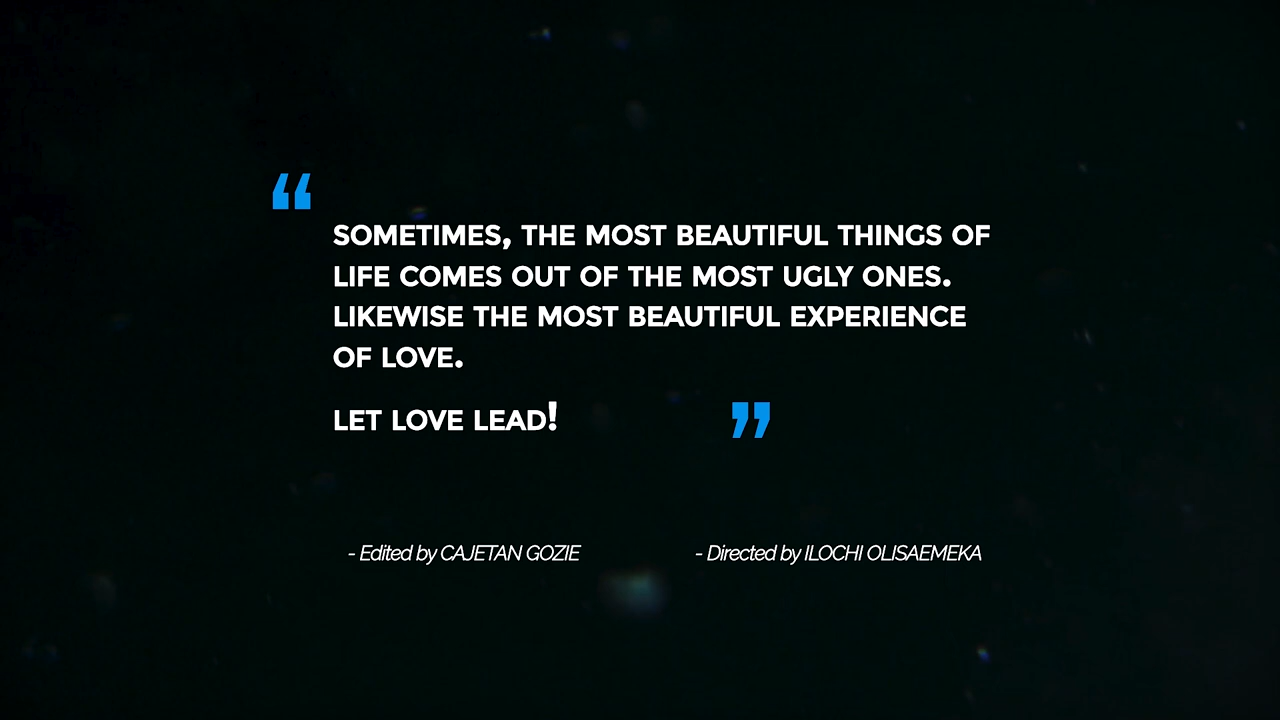 “
SOMETIMES, THE MOST BEAUTIFUL THINGS OF
LIFE COMES OUT OF THE MOST UGLY ONES.
LIKEWISE THE MOST BEAUTIFUL EXPERIENCE
OF LOVE.
LET LOVE LEAD! ”
- Edited by CAJETAN GOZIE - Directed by ILOCHI OLISAEMEKA